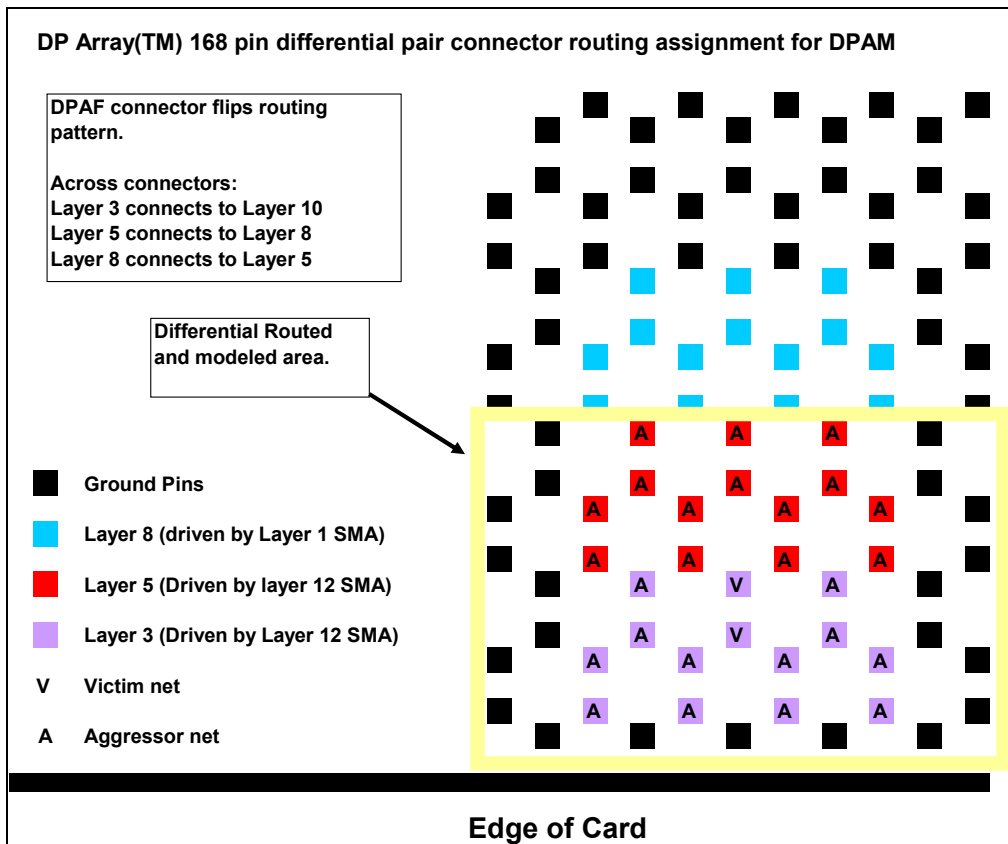 DP Array(TM) 168 pin differential pair connector routing assignment for DPAM
DPAF connector flips routing
pattern.
Across connectors:
Layer 3 connects to Layer 10
Layer 5 connects to Layer 8
Layer 8 connects to Layer 5
Differential Routed
and modeled area.
Ground Pins
Layer 8 (driven by Layer 1 SMA)
Layer 5 (Driven by layer 12 SMA)
Layer 3 (Driven by Layer 12 SMA)
V Victim net
A Aggressor net
A A A
A A A
A A A A
A A A A
A V A
A V A
A A A A
A A A A
Edge of Card